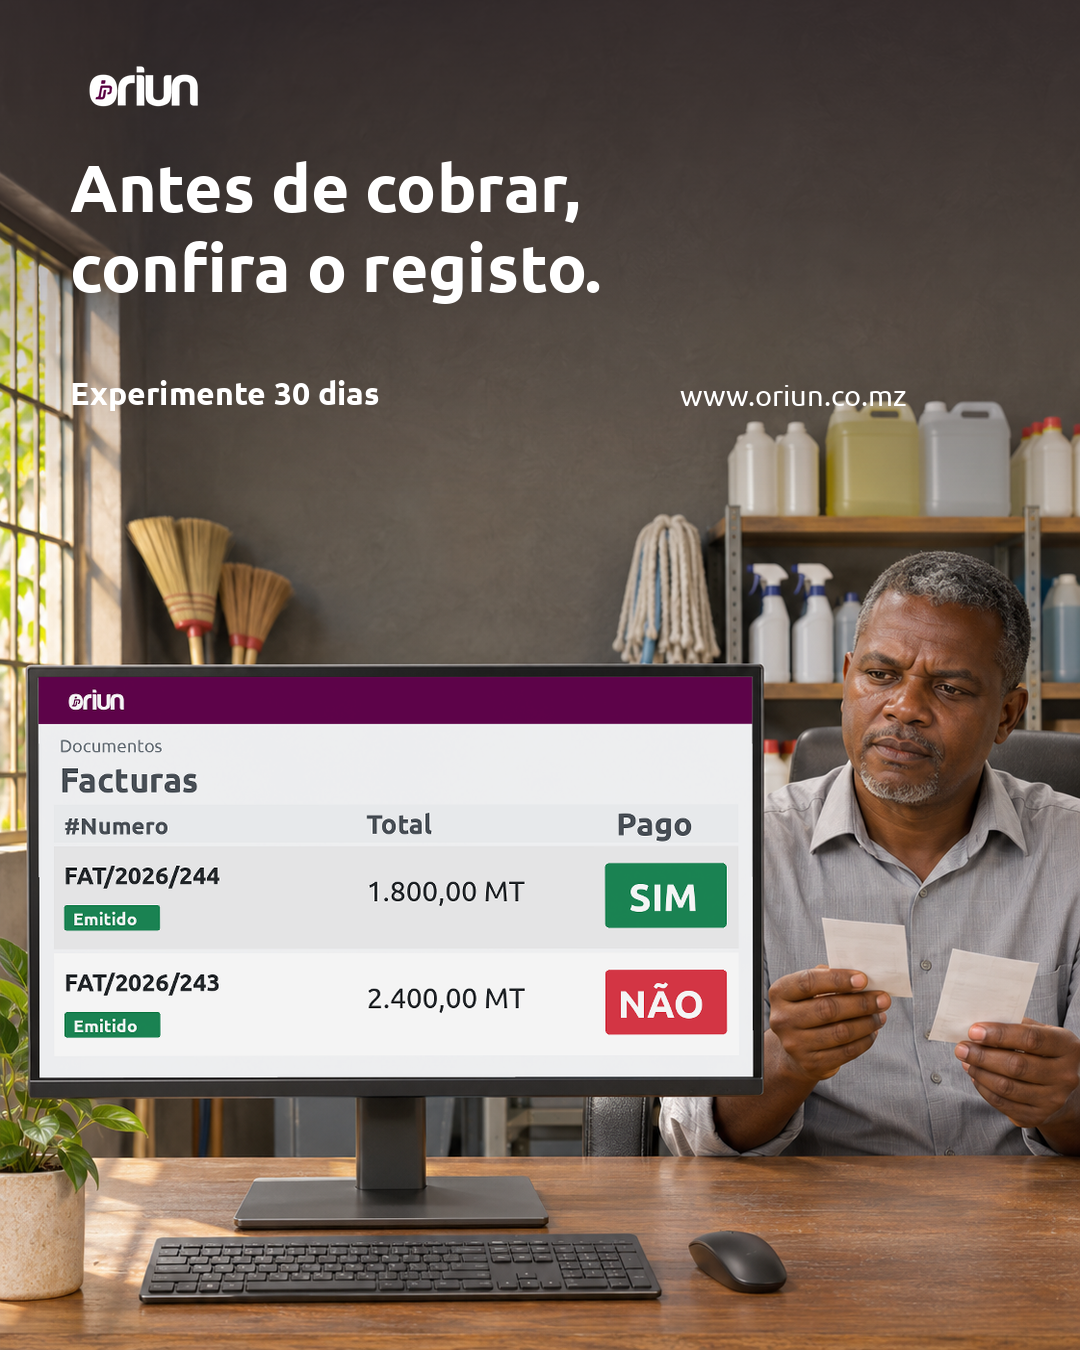 oriun
Antes de cobrar,
confira o registo.
Experimente 30 dias
www.oriun.co.mz
oriun
Documentos
Facturas
#Numero Total Pago
FAT/2026/244
Emitido
1.800,00 MT
SIM
FAT/2026/243
Emitido
2.400,00 MT
NÃO